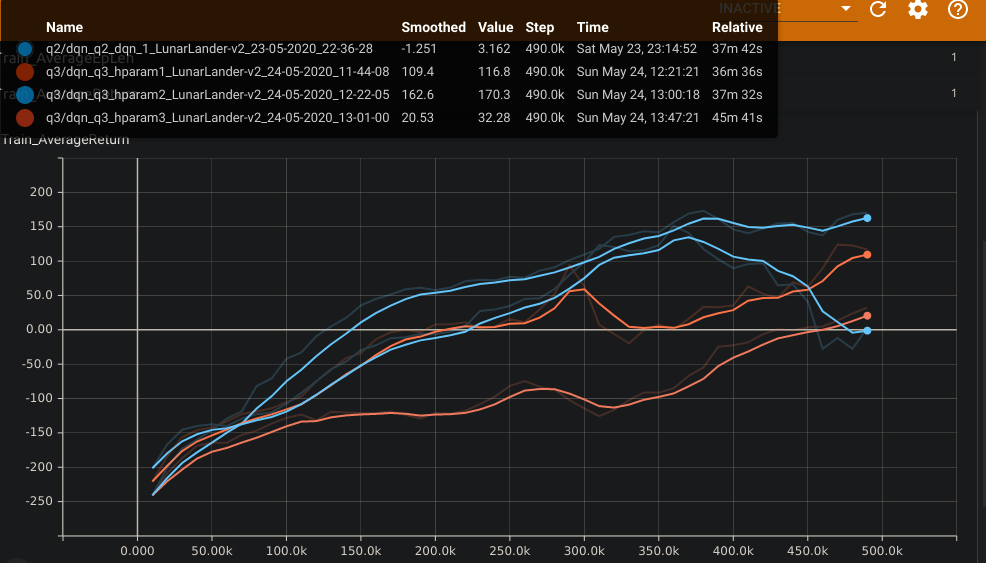 INACTIVE
Name Smoothed Value Step Time Relative
q2/dqn_q2_dqn_1_LunarLander-v2_23-05-2020_22-36-28 -1.251 3.162 490.0k Sat May 23, 23:14:52 37m 42s
Train_AverageEpLen 1
q3/dqn_q3_hparam1_LunarLander-v2_24-05-2020_11-44-08 109.4 116.8 490.0k Sun May 24, 12:21:21 36m 36s
q3/dqn_q3_hparam2_LunarLander-v2_24-05-2020_12-22-05 162.6 170.3 490.0k Sun May 24, 13:00:18 37m 32s
1
q3/dqn_q3_hparam3_LunarLander-v2_24-05-2020_13-01-00 20.53 32.28 490.0k Sun May 24, 13:47:21 45m 41s
Train_AverageReturn
200
150
100
50.0
0.00
-50.0
-100
-150
-200
-250
0.000 50.00k 100.0k 150.0k 200.0k 250.0k 300.0k 350.0k 400.0k 450.0k 500.0k